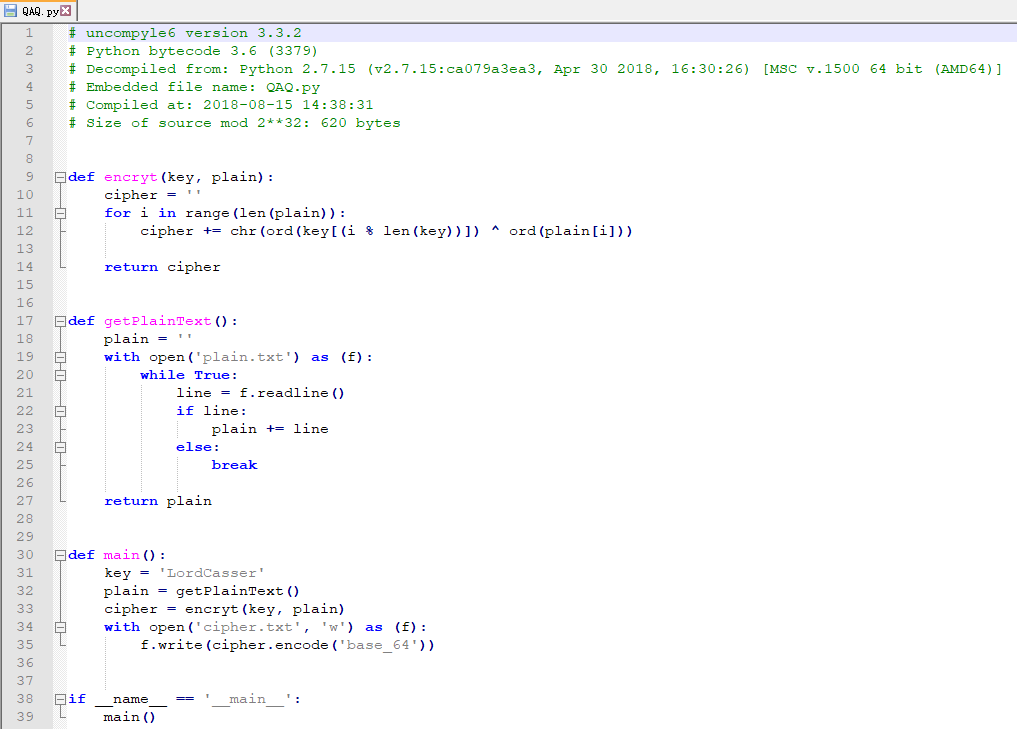 QAQ.py
1 # uncompyle6 version 3.3.2
2 # Python bytecode 3.6 (3379)
3 # Decompiled from: Python 2.7.15 (v2.7.15:ca079a3ea3, Apr 30 2018, 16:30:26) [MSC v.1500 64 bit (AMD64)]
4 # Embedded file name: QAQ.py
5 # Compiled at: 2018-08-15 14:38:31
6 # Size of source mod 2**32: 620 bytes
7
8
9 def encryt(key, plain):
10     cipher = ''
11     for i in range(len(plain)):
12         cipher += chr(ord(key[(i % len(key))]) ^ ord(plain[i]))
13
14     return cipher
15
16
17 def getPlainText():
18     plain = ''
19     with open('plain.txt') as (f):
20         while True:
21             line = f.readline()
22             if line:
23                 plain += line
24             else:
25                 break
26
27     return plain
28
29
30 def main():
31     key = 'LordCasser'
32     plain = getPlainText()
33     cipher = encryt(key, plain)
34     with open('cipher.txt', 'w') as (f):
35         f.write(cipher.encode('base_64'))
36
37
38 if __name__ == '__main__':
39     main()